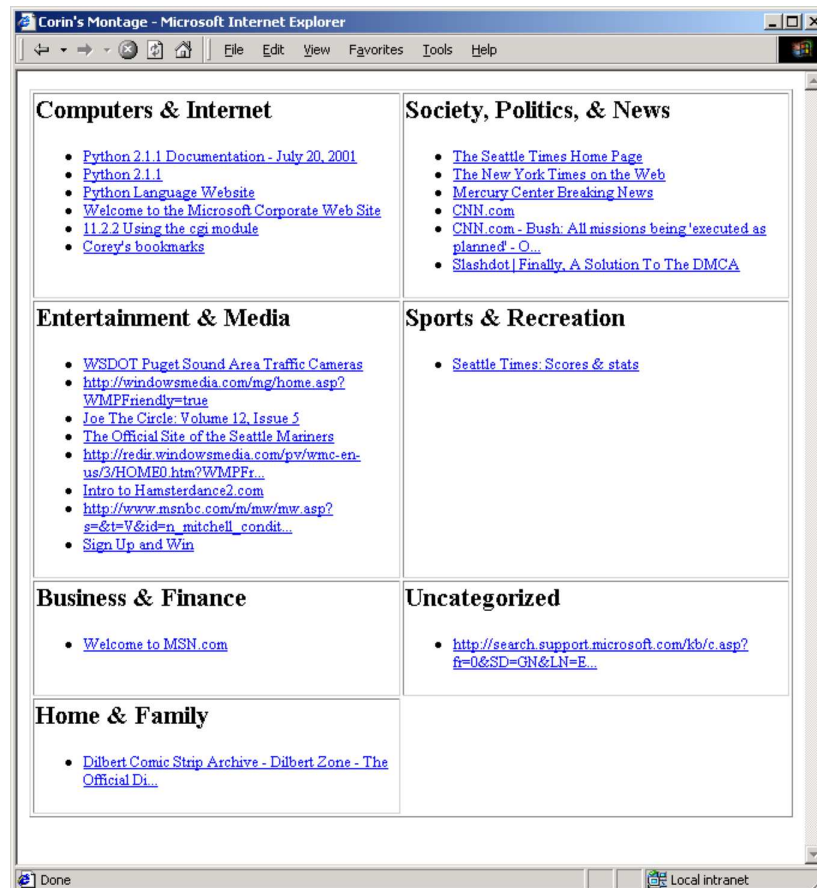 Corin's Montage - Microsoft Internet Explorer
File Edit View Favorites Tools Help
Computers & Internet
Python 2.1.1 Documentation - July 20, 2001
Python 2.1.1
Python Language Website
Welcome to the Microsoft Corporate Web Site
11.2.2 Using the cgi module
Corey's bookmarks
Society, Politics, & News
The Seattle Times Home Page
The New York Times on the Web
Mercury Center Breaking News
CNN.com
CNN.com - Bush: All missions being 'executed as
planned' - O...
Slashdot | Finally, A Solution To The DMCA
Entertainment & Media
WSDOT Puget Sound Area Traffic Cameras
http://windowsmedia.com/mg/home.asp?
WMPFriendly=true
Joe The Circle: Volume 12, Issue 5
The Official Site of the Seattle Mariners
http://redir.windowsmedia.com/pv/wmc-en-
us/3/HOME0.htm?WMPFr...
Intro to Hamsterdance2.com
http://www.msnbc.com/m/mw/mw.asp?
s=&t=V&id=n_mitchell_condit...
Sign Up and Win
Sports & Recreation
Seattle Times: Scores & stats
Business & Finance
Welcome to MSN.com
Uncategorized
http://search.support.microsoft.com/kb/c.asp?
fr=0&SD=GN&LN=E...
Home & Family
Dilbert Comic Strip Archive - Dilbert Zone - The
Official Di...
Done
Local intranet